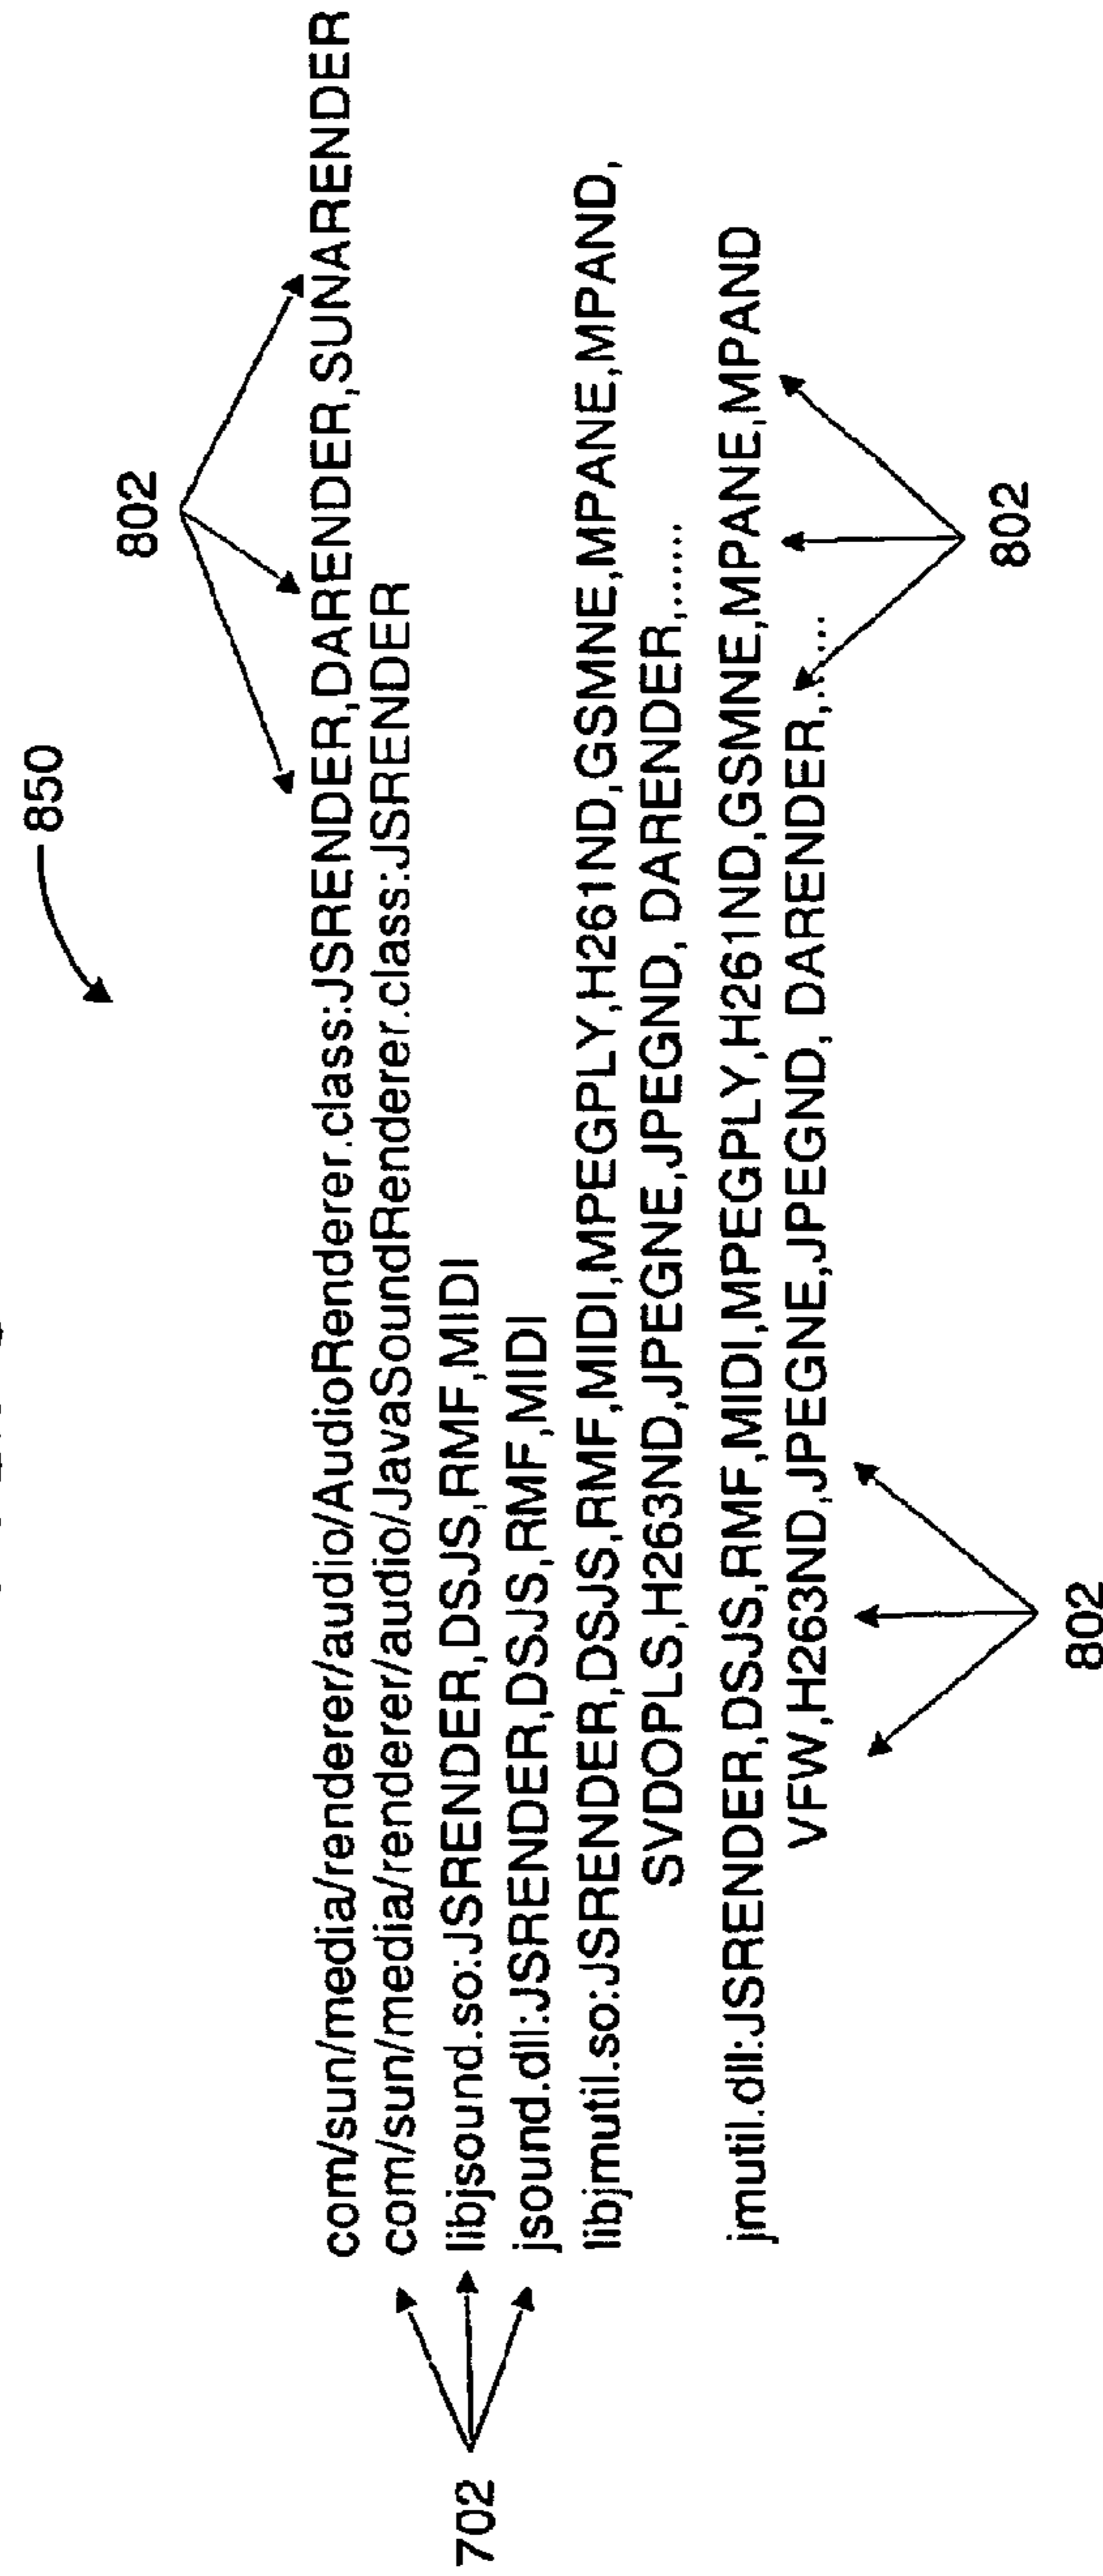 850
802
com/sun/media/renderer/audio/AudioRenderer.class:JSRENDER,DARENDER,SUNARENDER
com/sun/media/renderer/audio/JavaSoundRenderer.class:JSRENDER
702
libjsound.so:JSRENDER,DSJS,RMF,MIDI
jsound.dll:JSRENDER,DSJS,RMF,MIDI
libjmutil.so:JSRENDER,DSJS,RMF,MIDI,MPEGPLY,H261ND,GSMNE,MPANE,MPAND,
SVDOPLS,H263ND,JPEGNE,JPEGND, DARENDER,.......
jmutil.dll:JSRENDER,DSJS,RMF,MIDI,MPEGPLY,H261ND,GSMNE,MPANE,MPAND
VFW,H263ND,JPEGNE,JPEGND, DARENDER,.......
802
802